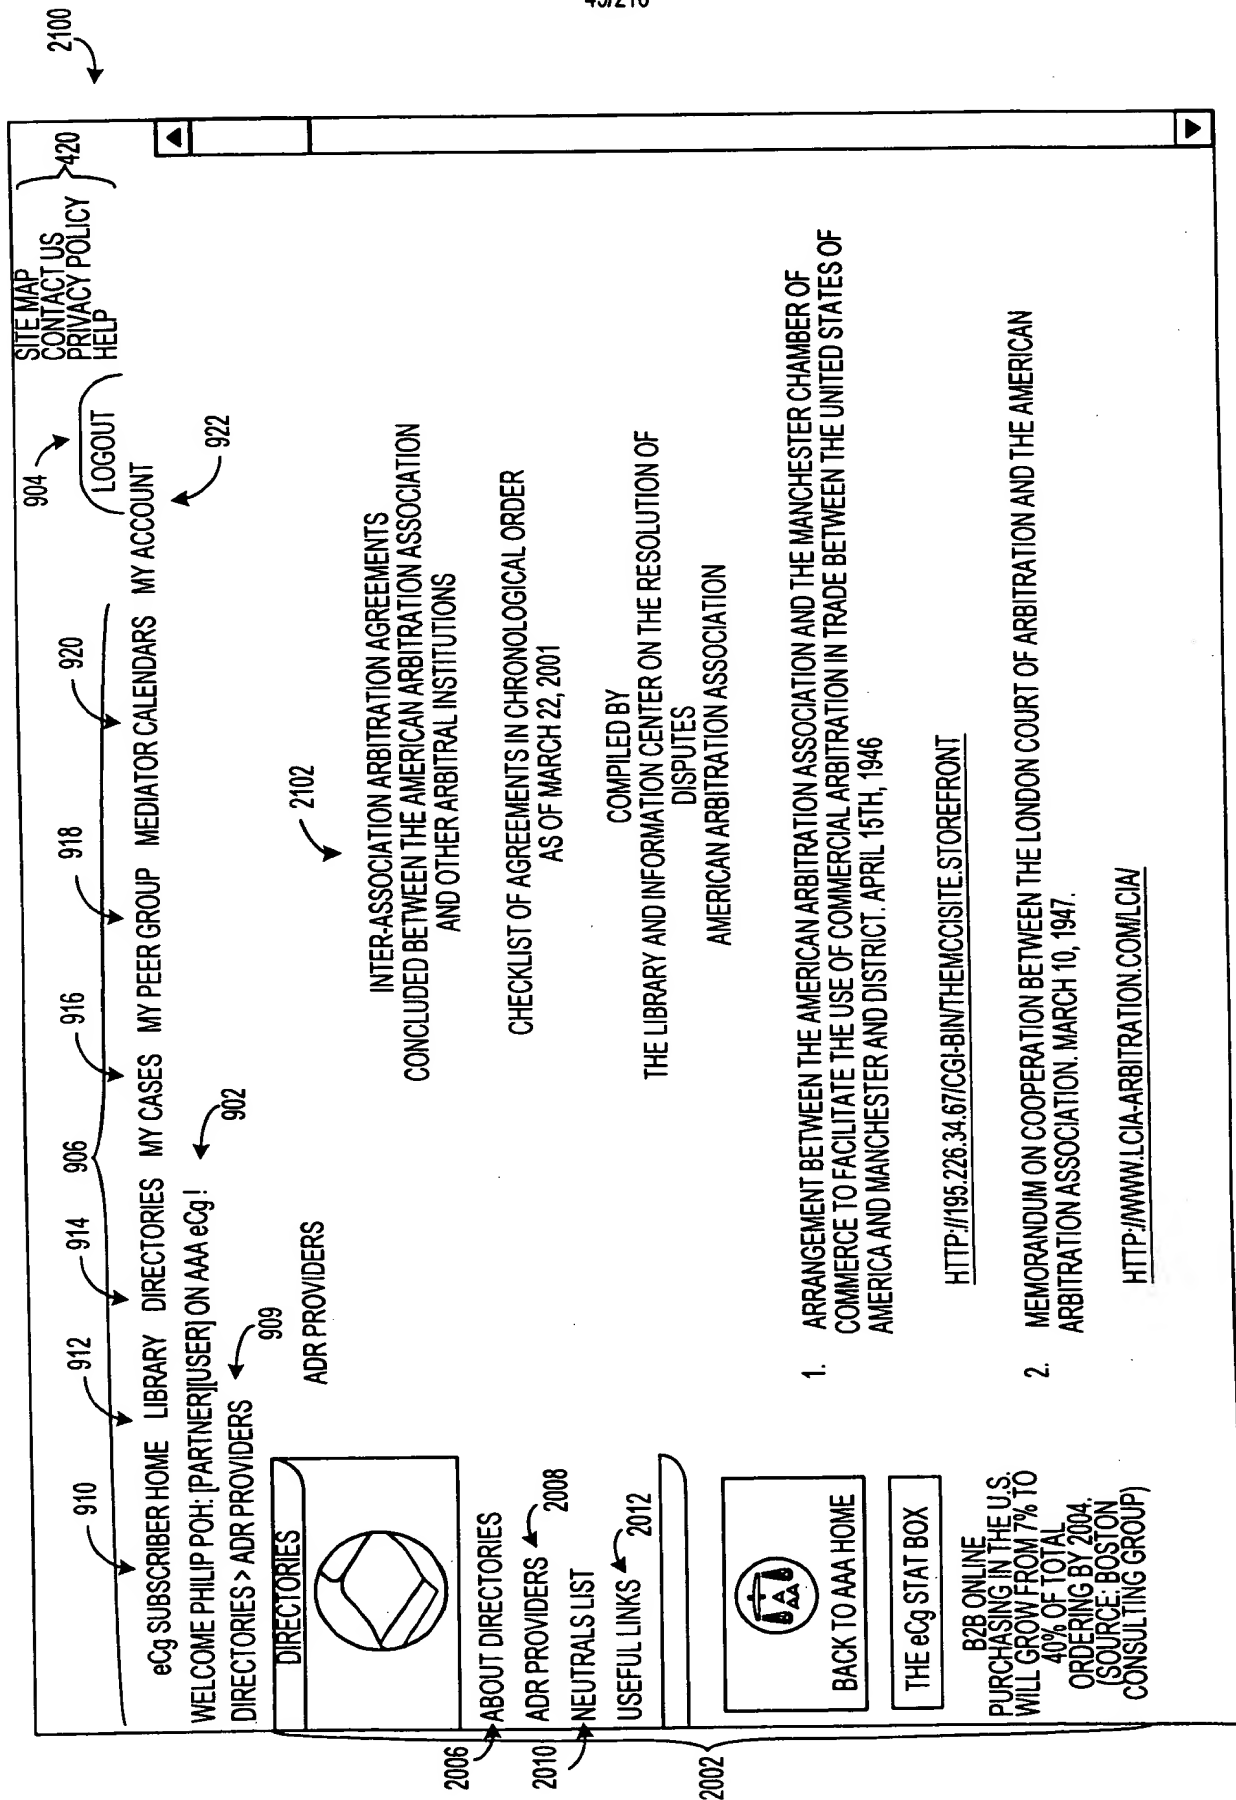 2100
904
SITE MAP
CONTACT US
PRIVACY POLICY
HELP
420
LOGOUT
906
910
912
914
916
918
920
eCg SUBSCRIBER HOME LIBRARY DIRECTORIES MY CASES MY PEER GROUP MEDIATOR CALENDARS MY ACCOUNT
922
WELCOME PHILIP POH: [PARTNER][USER] ON AAA eCg!
902
DIRECTORIES > ADR PROVIDERS
909
DIRECTORIES
2006
ABOUT DIRECTORIES
ADR PROVIDERS
2008
2010
NEUTRALS LIST
USEFUL LINKS
2012
2002
AAA
BACK TO AAA HOME
THE eCg STAT BOX
B2B ONLINE
PURCHASING IN THE U.S.
WILL GROW FROM 7% TO
40% OF TOTAL
ORDERING BY 2004.
(SOURCE: BOSTON
CONSULTING GROUP)
ADR PROVIDERS
2102
INTER-ASSOCIATION ARBITRATION AGREEMENTS
CONCLUDED BETWEEN THE AMERICAN ARBITRATION ASSOCIATION
AND OTHER ARBITRAL INSTITUTIONS
CHECKLIST OF AGREEMENTS IN CHRONOLOGICAL ORDER
AS OF MARCH 22, 2001
COMPILED BY
THE LIBRARY AND INFORMATION CENTER ON THE RESOLUTION OF
DISPUTES
AMERICAN ARBITRATION ASSOCIATION
1. ARRANGEMENT BETWEEN THE AMERICAN ARBITRATION ASSOCIATION AND THE MANCHESTER CHAMBER OF
COMMERCE TO FACILITATE THE USE OF COMMERCIAL ARBITRATION IN TRADE BETWEEN THE UNITED STATES OF
AMERICA AND MANCHESTER AND DISTRICT. APRIL 15TH, 1946
HTTP://195.226.34.67/CGI-BIN/THEMCCISITE.STOREFRONT
2. MEMORANDUM ON COOPERATION BETWEEN THE LONDON COURT OF ARBITRATION AND THE AMERICAN
ARBITRATION ASSOCIATION. MARCH 10, 1947.
HTTP://WWW.LCIA-ARBITRATION.COM/LCIA/